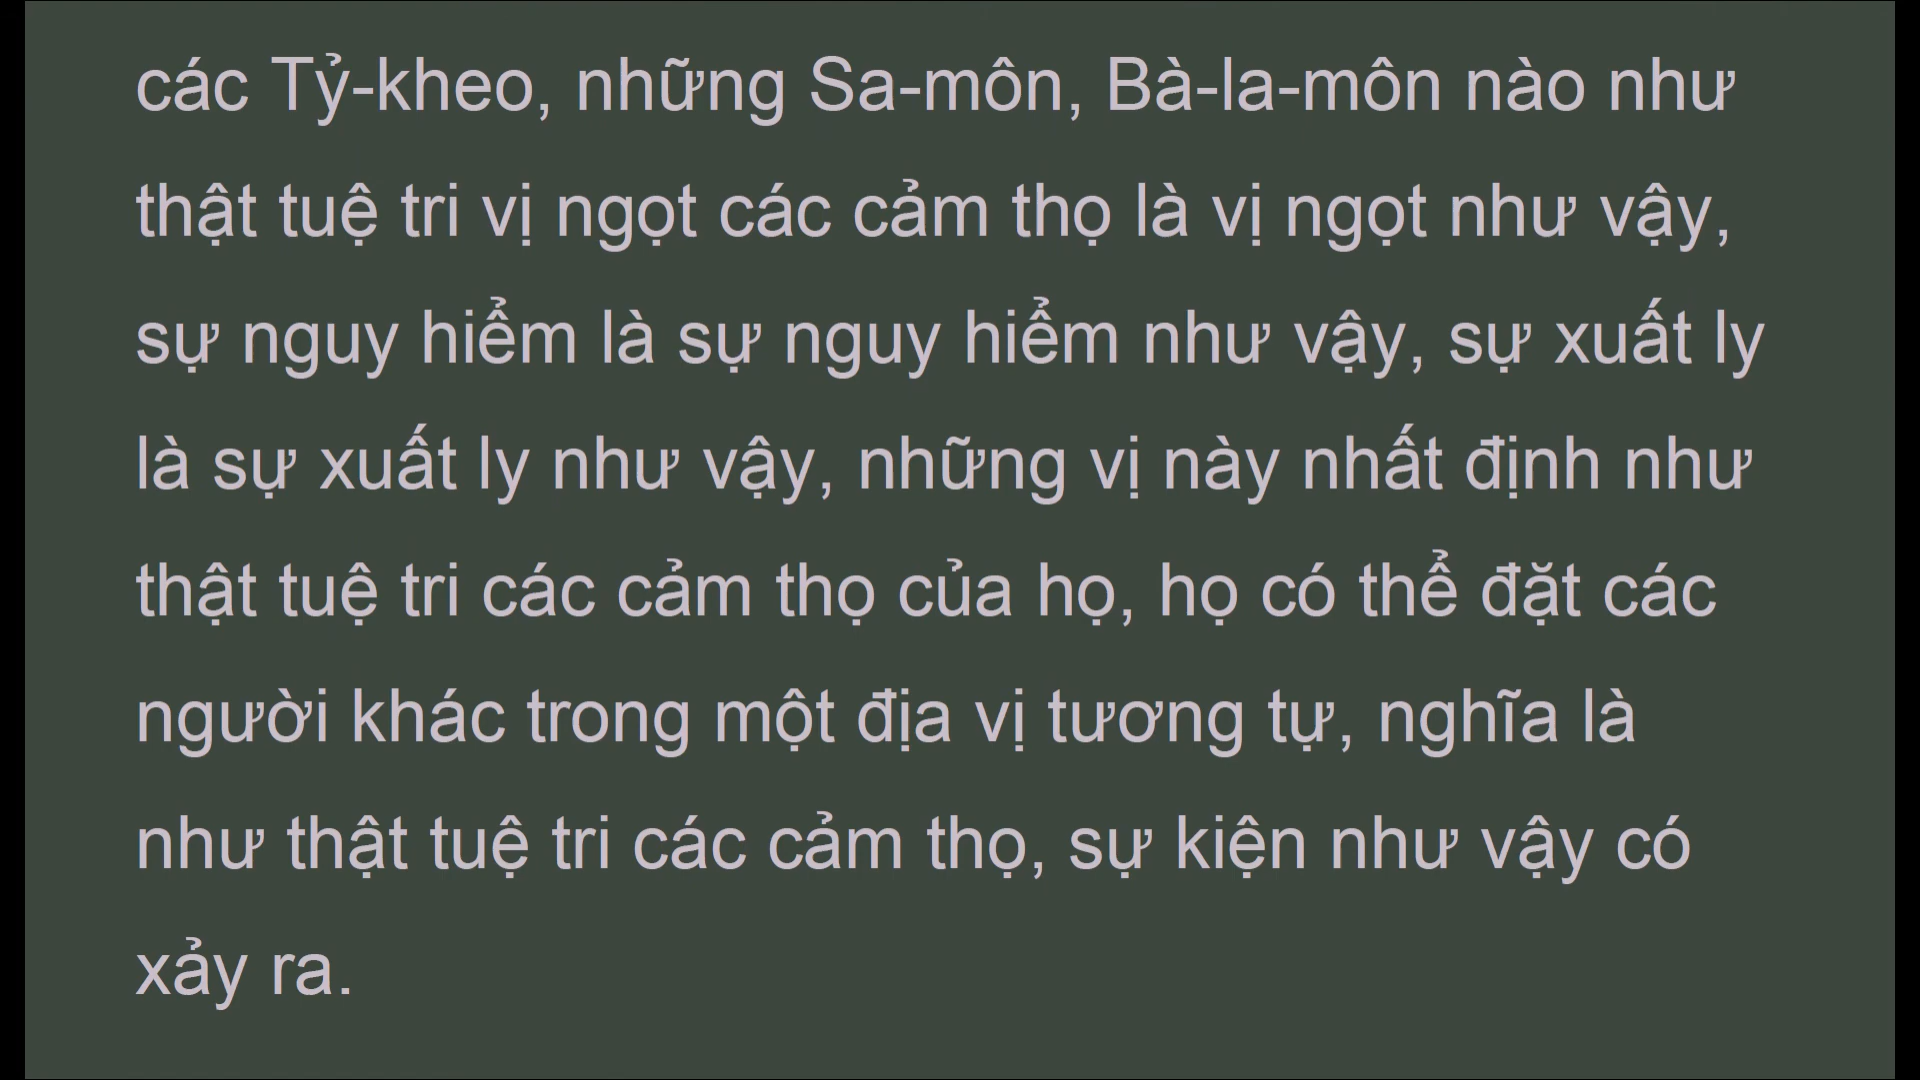 các Tỷ-kheo, những Sa-môn, Bà-la-môn nào như
thật tuệ tri vị ngọt các cảm thọ là vị ngọt như vậy,
sự nguy hiểm là sự nguy hiểm như vậy, sự xuất ly
là sự xuất ly như vậy, những vị này nhất định như
thật tuệ tri các cảm thọ của họ, họ có thể đặt các
người khác trong một địa vị tương tự, nghĩa là
như thật tuệ tri các cảm thọ, sự kiện như vậy có
xảy ra.